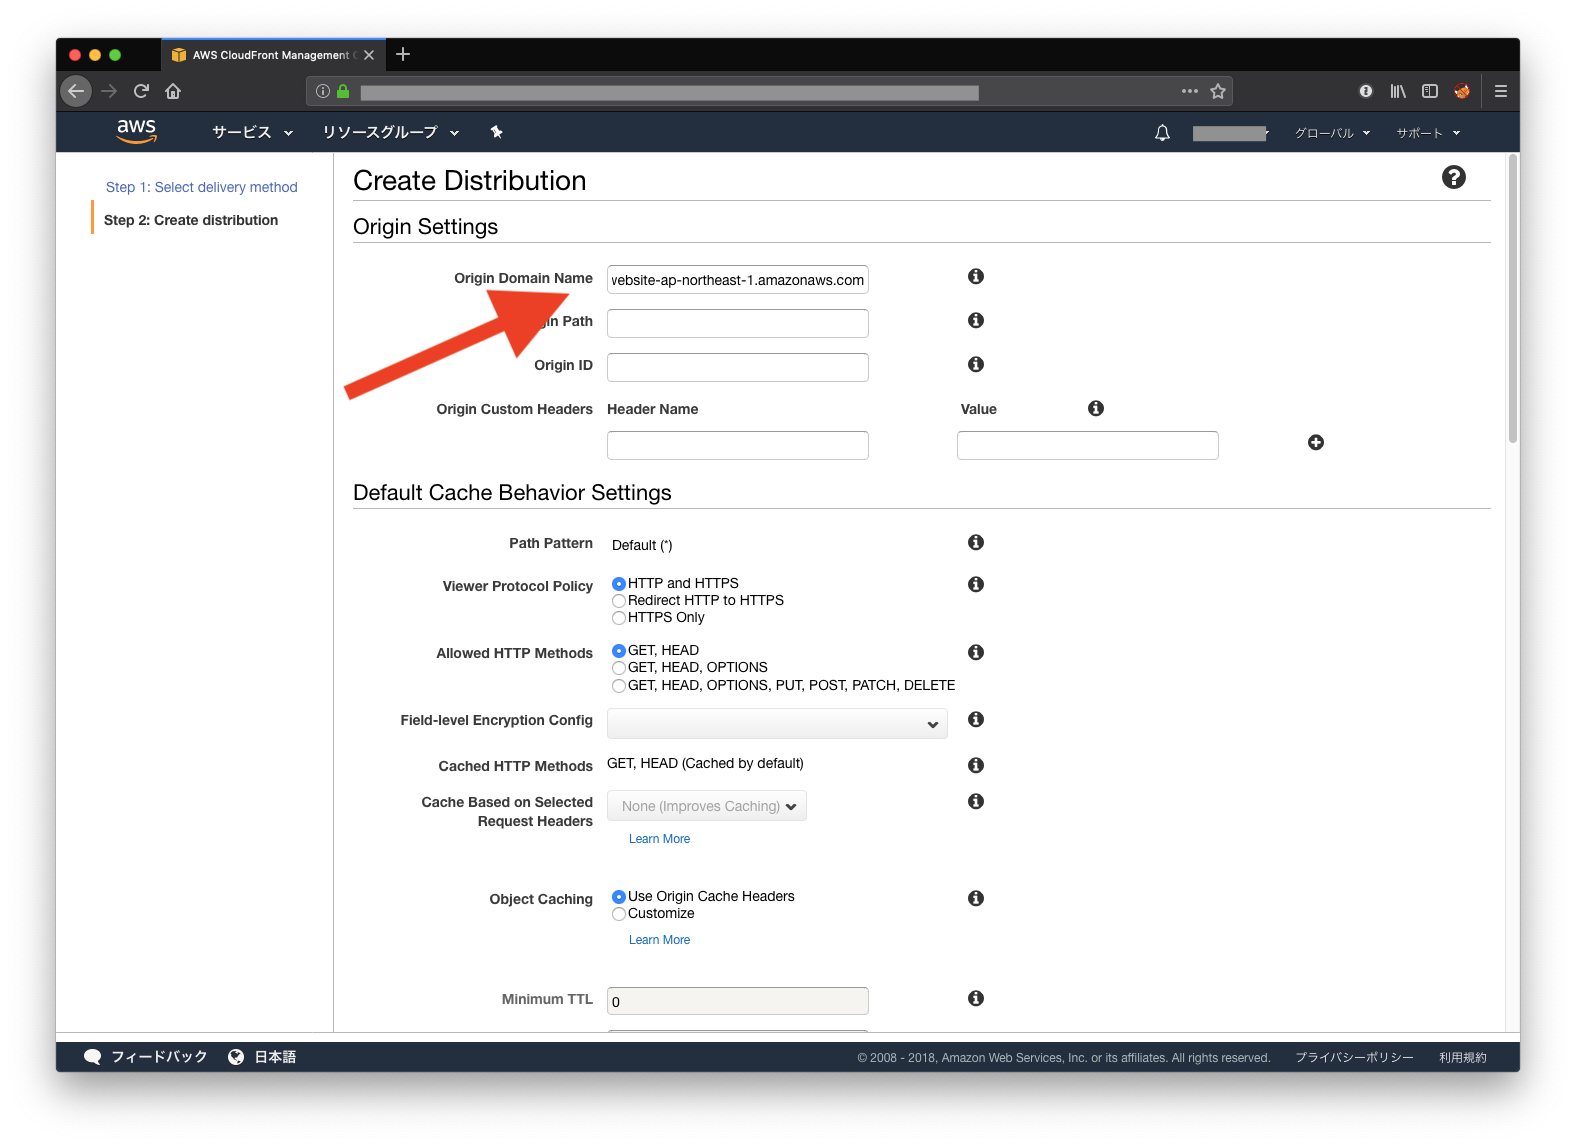 AWS CloudFront Management
aws
サービス
リソースグループ
グローバル
サポート
Step 1: Select delivery method
Step 2: Create distribution
Create Distribution
Origin Settings
Origin Domain Name
website-ap-northeast-1.amazonaws.com
Path
Origin ID
Origin Custom Headers
Header Name
Value
Default Cache Behavior Settings
Path Pattern
Default (*)
Viewer Protocol Policy
HTTP and HTTPS
Redirect HTTP to HTTPS
HTTPS Only
Allowed HTTP Methods
GET, HEAD
GET, HEAD, OPTIONS
GET, HEAD, OPTIONS, PUT, POST, PATCH, DELETE
Field-level Encryption Config
Cached HTTP Methods
GET, HEAD (Cached by default)
Cache Based on Selected
Request Headers
None (Improves Caching)
Learn More
Object Caching
Use Origin Cache Headers
Customize
Learn More
Minimum TTL
0
フィードバック
日本語
© 2008 - 2018, Amazon Web Services, Inc. or its affiliates. All rights reserved.
プライバシーポリシー
利用規約